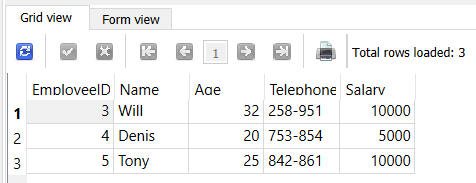 Grid view Form view
1 Total rows loaded: 3
EmployeeID Name Age Telephone Salary
1 3 Will 32 258-951 10000
2 4 Denis 20 753-854 5000
3 5 Tony 25 842-861 10000